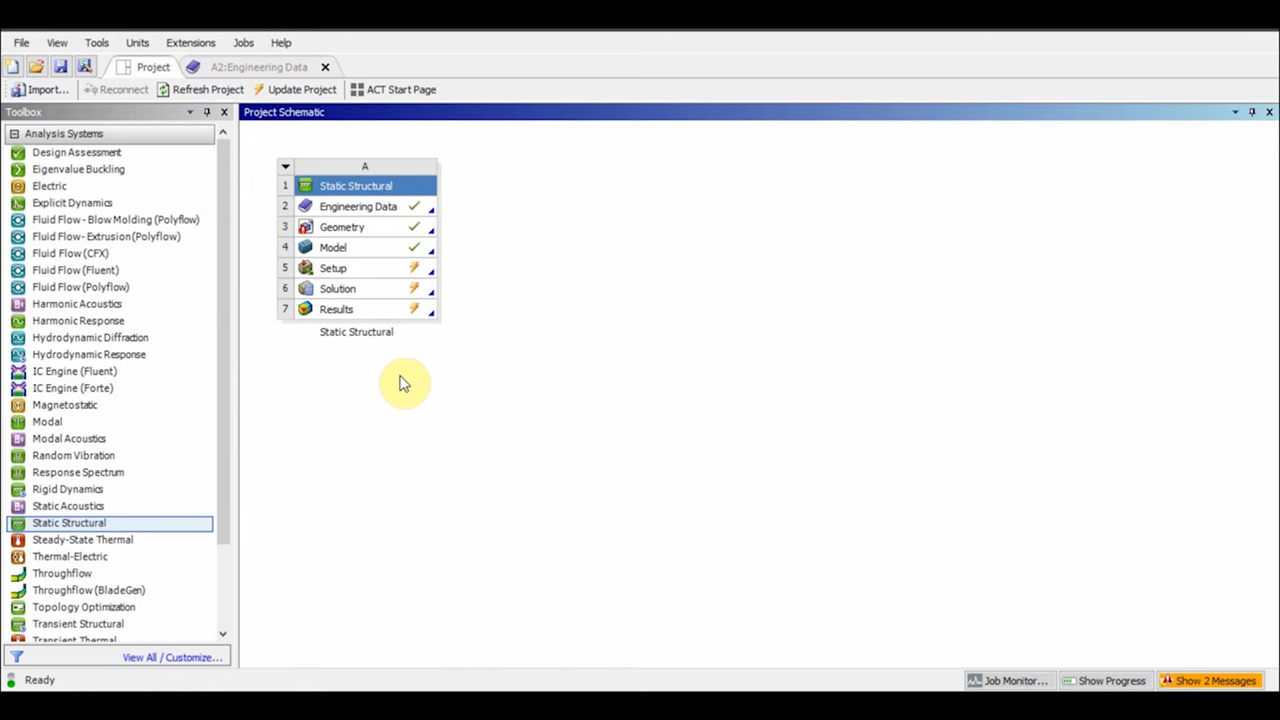 File View Tools Units Extensions Jobs Help
Project A2:Engineering Data
Import... Reconnect Refresh Project Update Project ACT Start Page
Toolbox
Analysis Systems
Design Assessment
Eigenvalue Buckling
Electric
Explicit Dynamics
Fluid Flow - Blow Molding (Polyflow)
Fluid Flow- Extrusion (Polyflow)
Fluid Flow (CFX)
Fluid Flow (Fluent)
Fluid Flow (Polyflow)
Harmonic Acoustics
Harmonic Response
Hydrodynamic Diffraction
Hydrodynamic Response
IC Engine (Fluent)
IC Engine (Forte)
Magnetostatic
Modal
Modal Acoustics
Random Vibration
Response Spectrum
Rigid Dynamics
Static Acoustics
Static Structural
Steady-State Thermal
Thermal-Electric
Throughflow
Throughflow (BladeGen)
Topology Optimization
Transient Structural
Transient Thermal
View All / Customize...
Project Schematic
A
1 Static Structural
2 Engineering Data
3 Geometry
4 Model
5 Setup
6 Solution
7 Results
Static Structural
Ready
Job Monitor... Show Progress Show 2 Messages